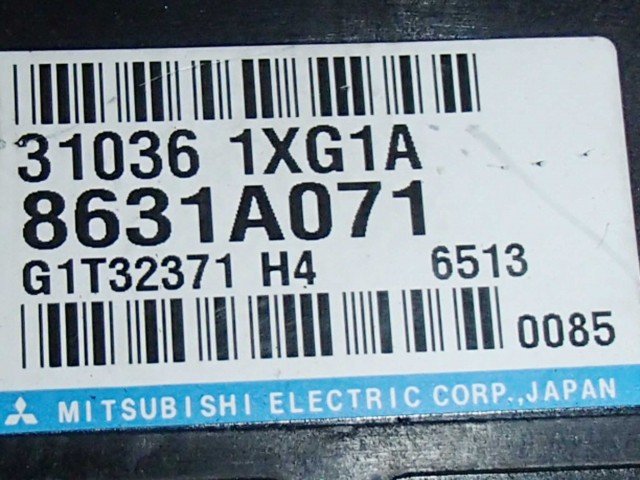 31036 1XG1A
8631A071
G1T32371 H4 6513
0085
MITSUBISHI ELECTRIC CORP.,JAPAN